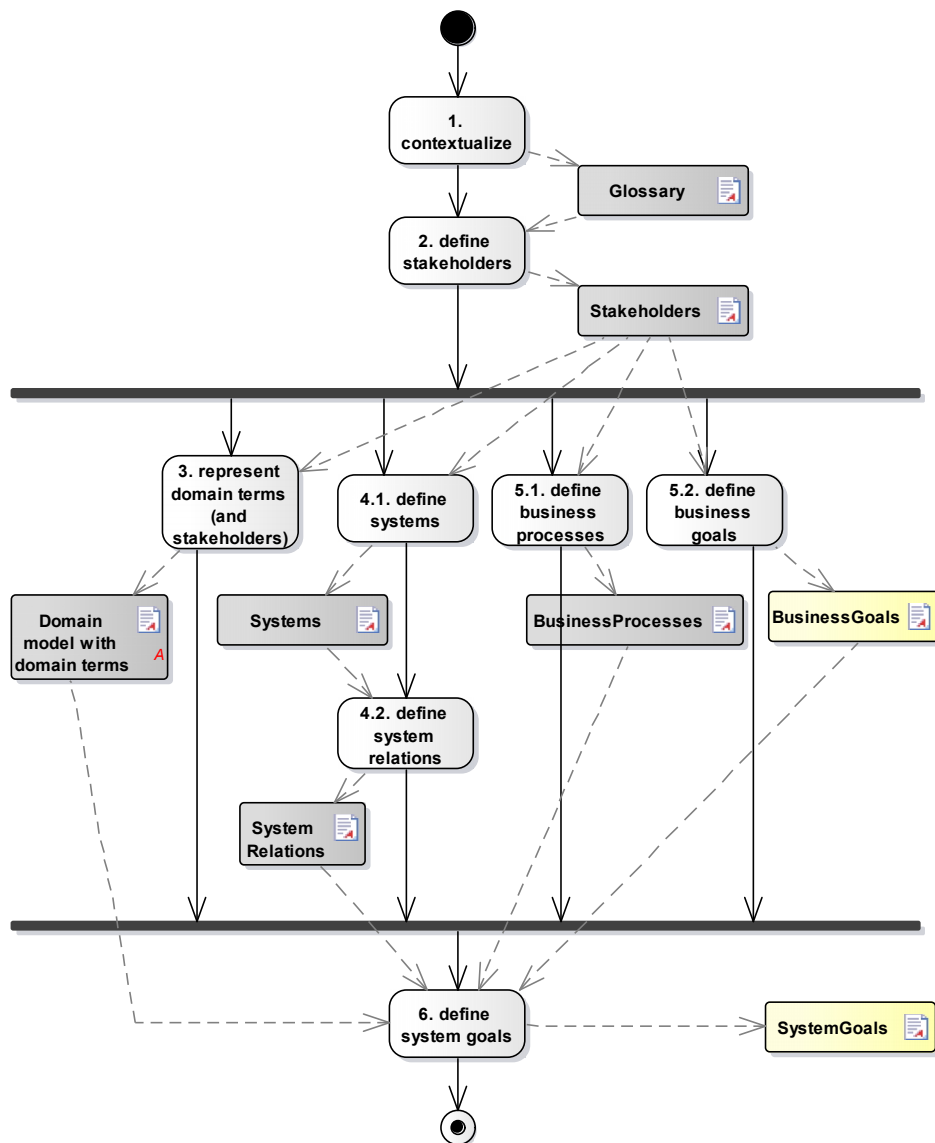 1.
contextualize
Glossary
2. define
stakeholders
Stakeholders
3. represent
domain terms
(and
stakeholders)
4.1. define
systems
5.1. define
business
processes
5.2. define
business
goals
Domain
model with
domain terms
A
Systems
BusinessProcesses
BusinessGoals
4.2. define
system
relations
System
Relations
6. define
system goals
SystemGoals